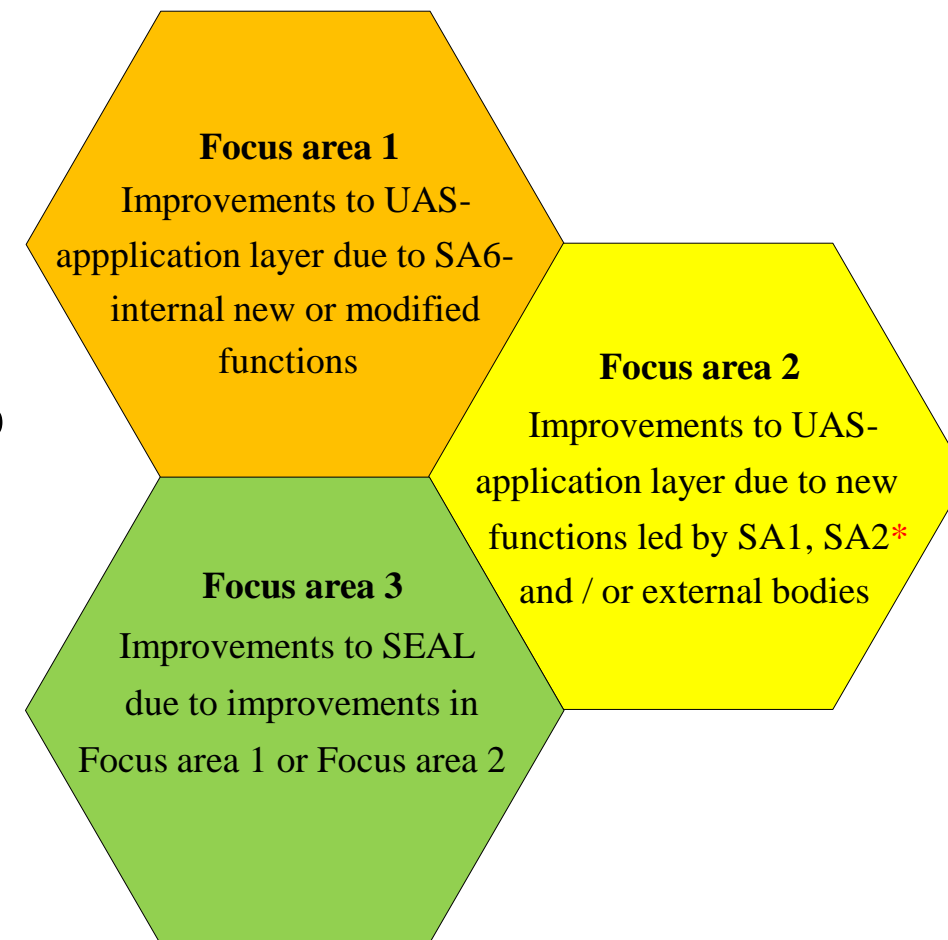 Focus area 1
Improvements to UAS-
appplication layer due to SA6-
internal new or modified
functions
)
Focus area 2
Improvements to UAS-
application layer due to new
functions led by SA1, SA2*
and / or external bodies
Focus area 3
Improvements to SEAL
due to improvements in
Focus area 1 or Focus area 2